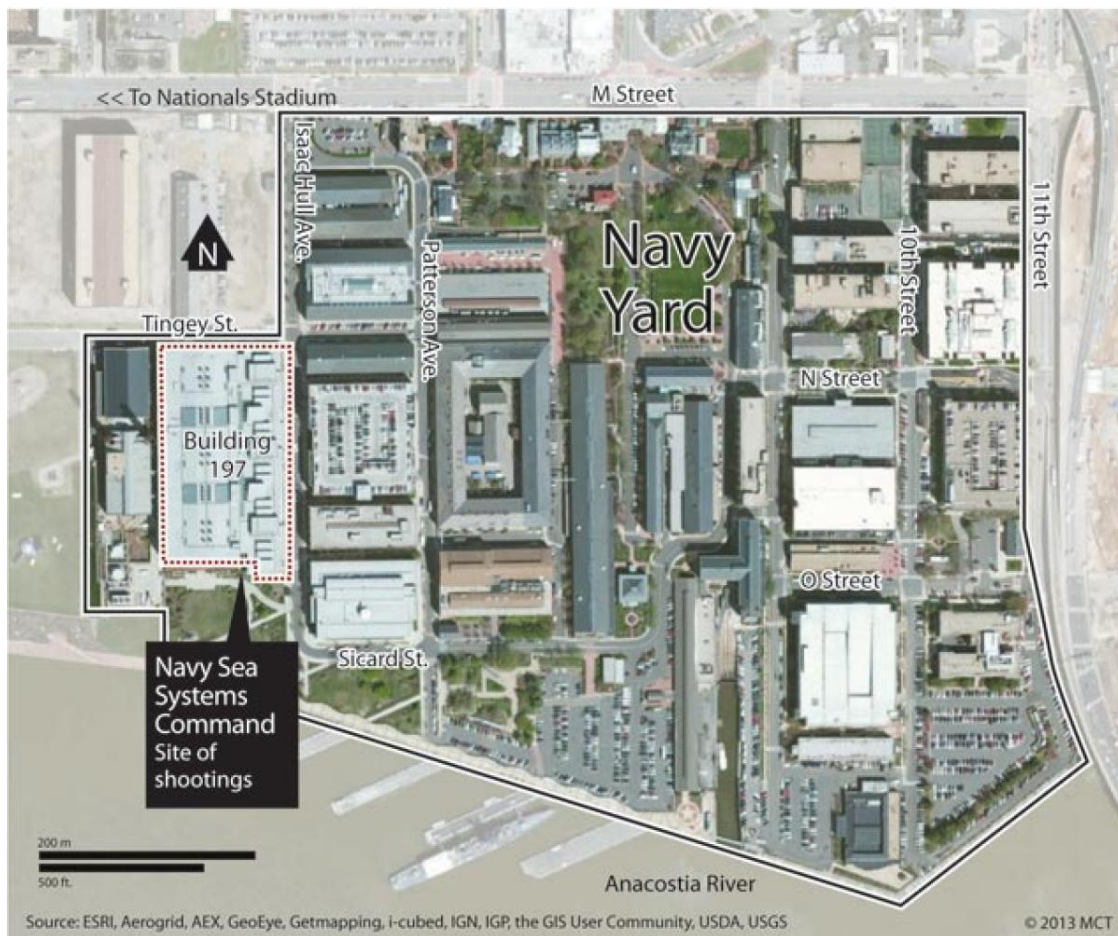 << To Nationals Stadium
M Street
Isaac Hull Ave.
Patterson Ave.
Navy
Yard
10th Street
11th Street
N
Tingey St.
N Street
Building
197
O Street
Sicard St.
Navy Sea
Systems
Command
Site of
shootings
200 m
500 ft.
Anacostia River
Source: ESRI, Aerogrid, AEX, GeoEye, Getmapping, i-cubed, IGN, IGP, the GIS User Community, USDA, USGS
© 2013 MCT